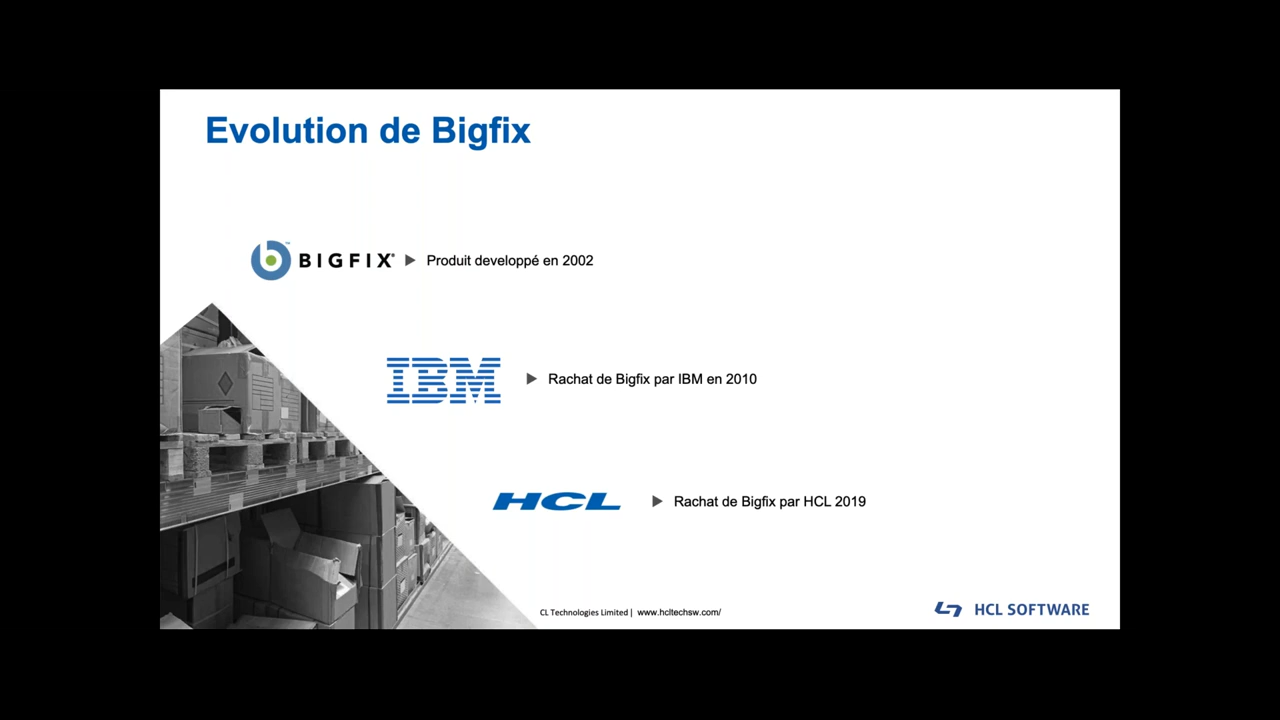 Evolution de Bigfix
BIGFIX® Produit developpé en 2002
IBM Rachat de Bigfix par IBM en 2010
HCL Rachat de Bigfix par HCL 2019
CL Technologies Limited | www.hcltechsw.com/
HCL SOFTWARE